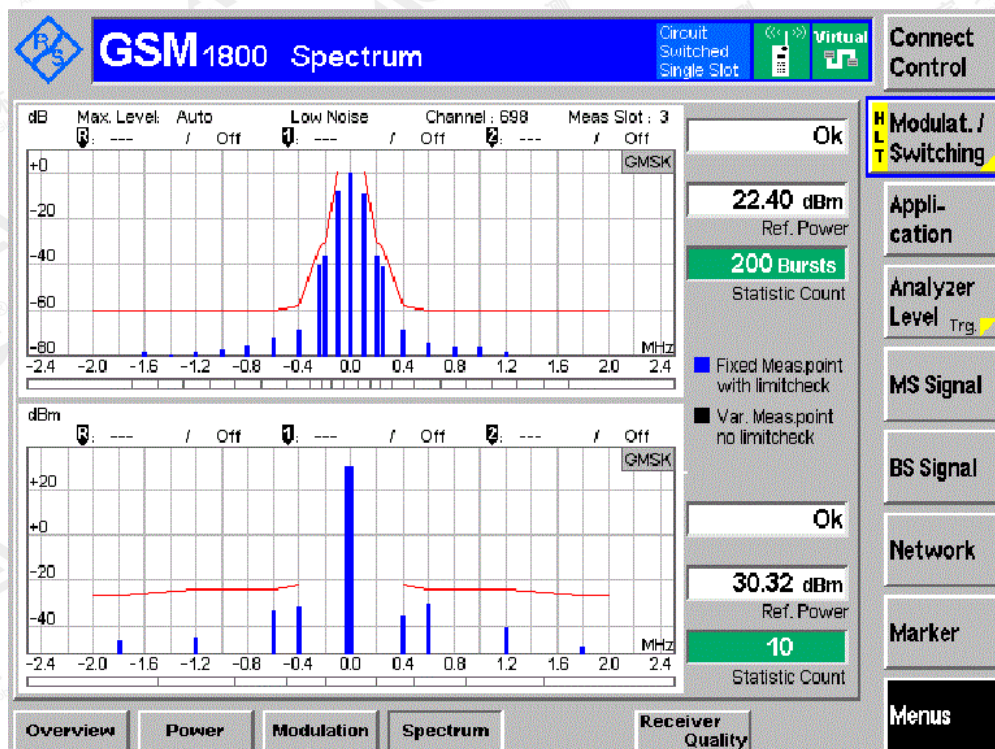 R S
GSM 1800 Spectrum
Circuit
Switched
Single Slot
Virtual
Connect
Control
dB Max. Level: Auto Low Noise Channel : 698 Meas Slot : 3
R: --- / Off 1: --- / Off 2: --- / Off
GMSK
+0
-20
-40
-60
-80
MHz
-2.4 -2.0 -1.6 -1.2 -0.8 -0.4 0.0 0.4 0.8 1.2 1.6 2.0 2.4
Ok
22.40 dBm
Ref. Power
200 Bursts
Statistic Count
Fixed Meas.point
with limitcheck
Var. Meas.point
no limitcheck
dBm
R: --- / Off 1: --- / Off 2: --- / Off
GMSK
+20
+0
-20
-40
MHz
-2.4 -2.0 -1.6 -1.2 -0.8 -0.4 0.0 0.4 0.8 1.2 1.6 2.0 2.4
Ok
30.32 dBm
Ref. Power
10
Statistic Count
HLT
Modulat. /
Switching
Appli-
cation
Analyzer
Level Trg.
MS Signal
BS Signal
Network
Marker
Menus
Overview
Power
Modulation
Spectrum
Receiver
Quality